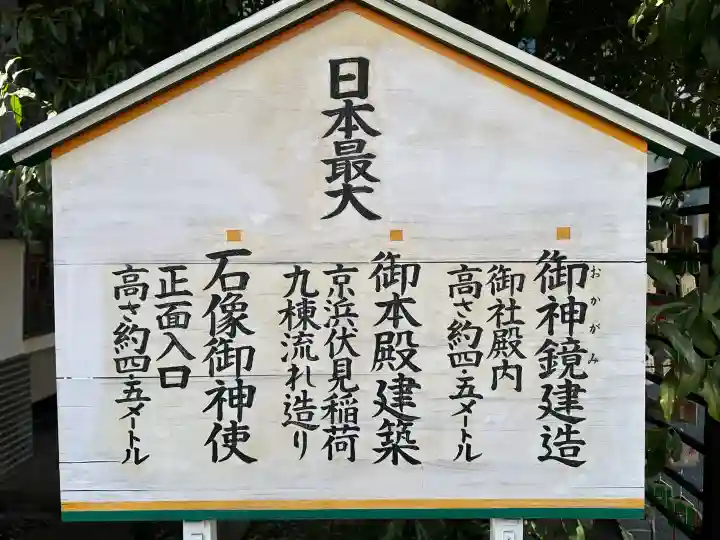 日本最大
御神鏡建造
おかがみ
御社殿内
高さ約四・五メートル
御本殿建築
京浜伏見稲荷
九棟流れ造り
石像御神使
正面入口
高さ約四・五メートル